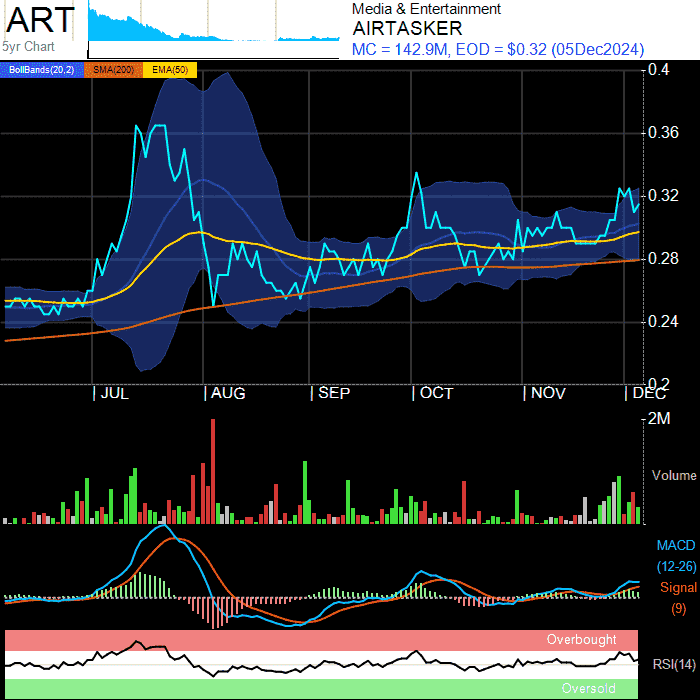 ART
5yr Chart
Media & Entertainment
AIRTASKER
MC = 142.9M, EOD = $0.32 (05Dec2024)
BollBands(20,2) SMA(200) EMA(50)
0.4
0.36
0.32
0.28
0.24
0.2
JUL AUG SEP OCT NOV DEC
2M
Volume
MACD
(12-26)
Signal
(9)
Overbought
RSI(14)
Oversold